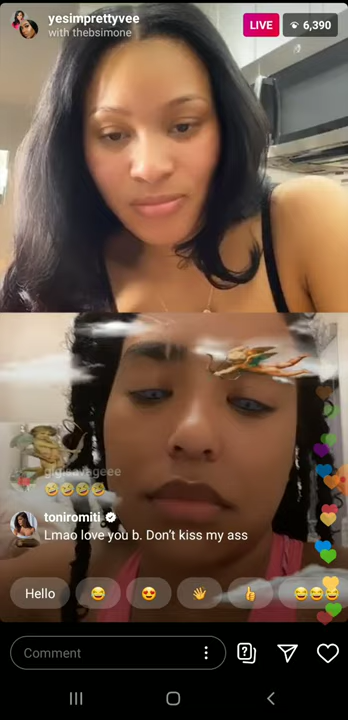 yesimprettyvee
with thebsimone
LIVE
6,390
toniromiti
Lmao love you b. Don't kiss my ass
Hello
Comment